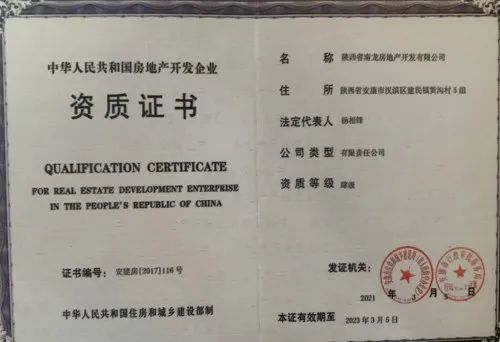 中华人民共和国房地产开发企业
资质证书
QUALIFICATION CERTIFICATE
FOR REAL ESTATE DEVELOPMENT ENTERPRISE
IN THE PEOPLE'S REPUBLIC OF CHINA
证书编号：安建房[2017]116号
中华人民共和国住房和城乡建设部制
名称 陕西省南龙房地产开发有限公司
住所 陕西省安康市汉滨区建民镇黄沟村5组
法定代表人 杨相锋
公司类型 有限责任公司
资质等级 肆级
发证机关：
2021 3月5日
本证有效期至 2023年3月5日